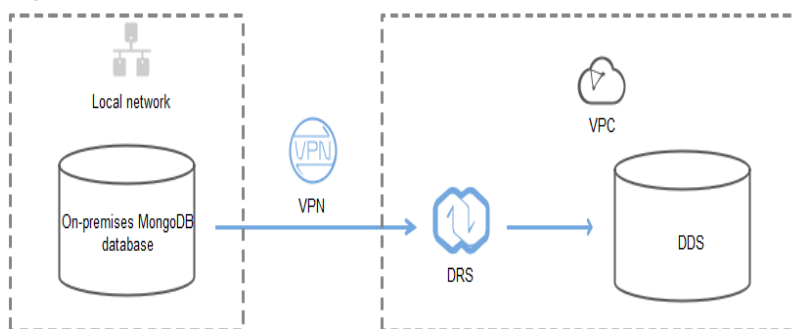 Local network
On-premises MongoDB
database
VPN
VPN
VPC
DRS
DDS